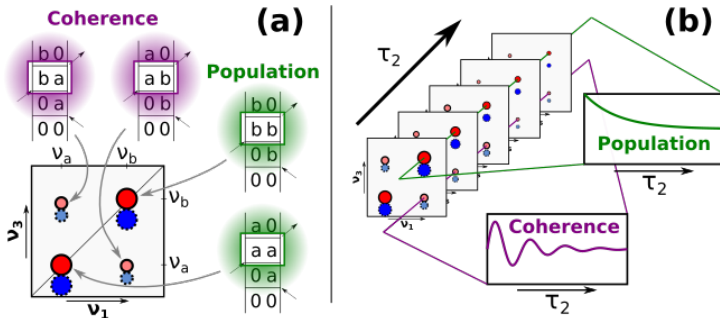 Coherence
(a)
b 0
b a
0 a
0 0
a 0
a b
0 b
0 0
Population
b 0
b b
0 b
0 0
ν_a
ν_b
ν_b
ν_a
ν_3
ν_1
a 0
a a
0 a
0 0
(b)
τ_2
ν_3
ν_1
Population
τ_2
Coherence
τ_2